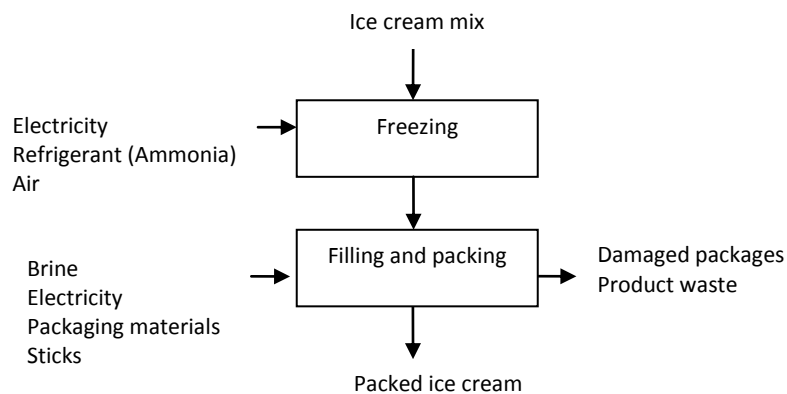 Ice cream mix
Freezing
Electricity
Refrigerant (Ammonia)
Air
Filling and packing
Brine
Electricity
Packaging materials
Sticks
Damaged packages
Product waste
Packed ice cream